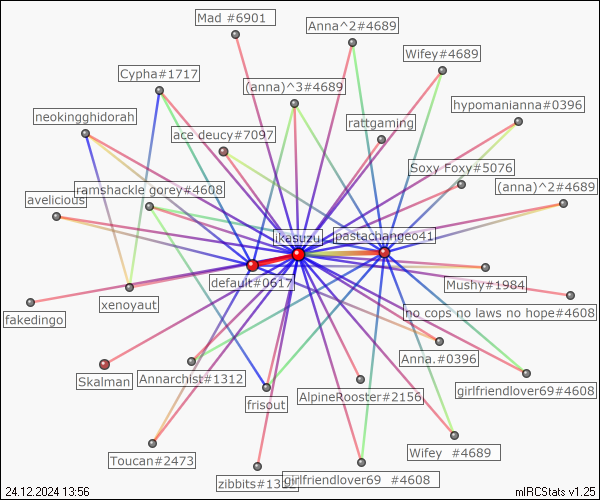 Mad #6901
Anna^2#4689
Wifey#4689
Cypha#1717
(anna)^3#4689
hypomanianna#0396
neokingghidorah
ace deucy#7097
rattgaming
Soxy Foxy#5076
ramshackle gorey#4608
(anna)^2#4689
avelicious
ikasuzu
pastachangeo41
default#0617
Mushy#1984
xenoyaut
no cops no laws no hope#4608
fakedingo
Anna.#0396
Skalman
Annarchist#1312
girlfriendlover69#4608
AlpineRooster#2156
frisout
Toucan#2473
Wifey #4689
zibbits#13
girlfriendlover69 #4608
24.12.2024 13:56
mIRCStats v1.25